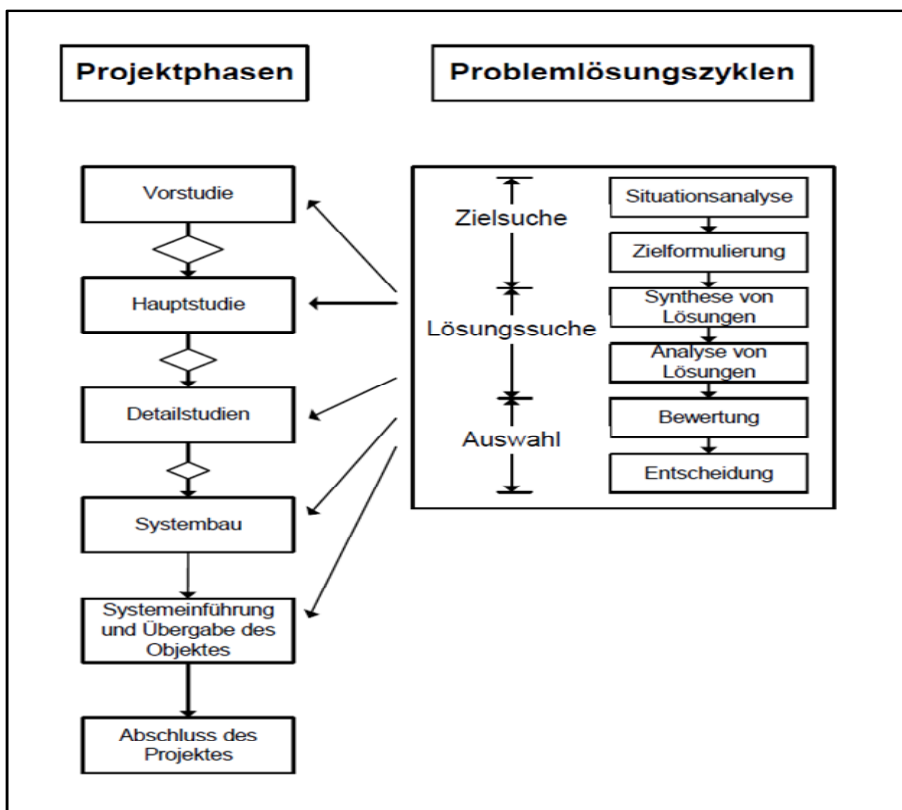 Projektphasen
Problemlösungszyklen
Vorstudie
Hauptstudie
Detailstudien
Systembau
Systemeinführung
und Übergabe des
Objektes
Abschluss des
Projektes
Zielsuche
Lösungssuche
Auswahl
Situationsanalyse
Zielformulierung
Synthese von
Lösungen
Analyse von
Lösungen
Bewertung
Entscheidung